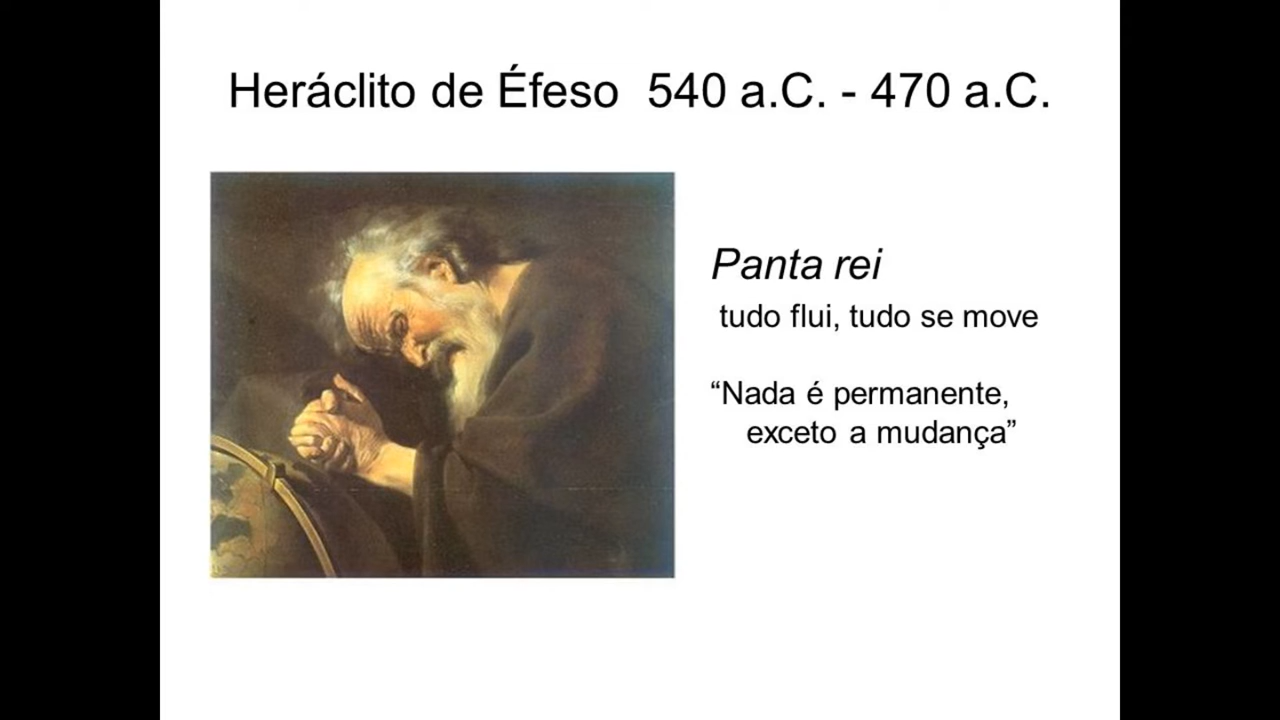 Heráclito de Éfeso 540 a.C. - 470 a.C.
Panta rei
tudo flui, tudo se move
“Nada é permanente,
exceto a mudança”